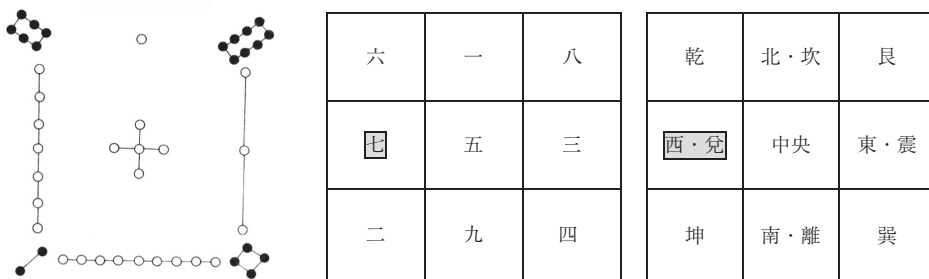 六 一 八
七 五 三
二 九 四
乾 北・坎 艮
西・兌 中央 東・震
坤 南・離 巽